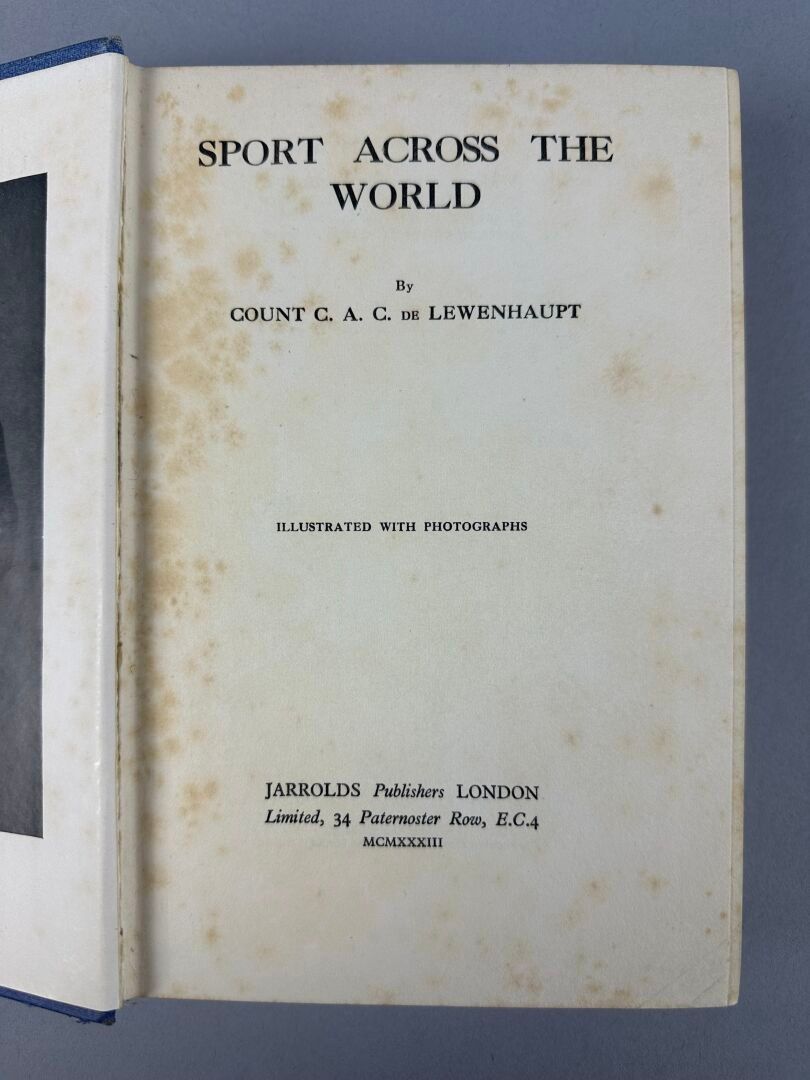 SPORT ACROSS THE
WORLD
By
COUNT C. A. C. DE LEWENHAUPT
ILLUSTRATED WITH PHOTOGRAPHS
JARROLDS Publishers LONDON
Limited, 34 Paternoster Row, E.C.4
MCMXXXIII